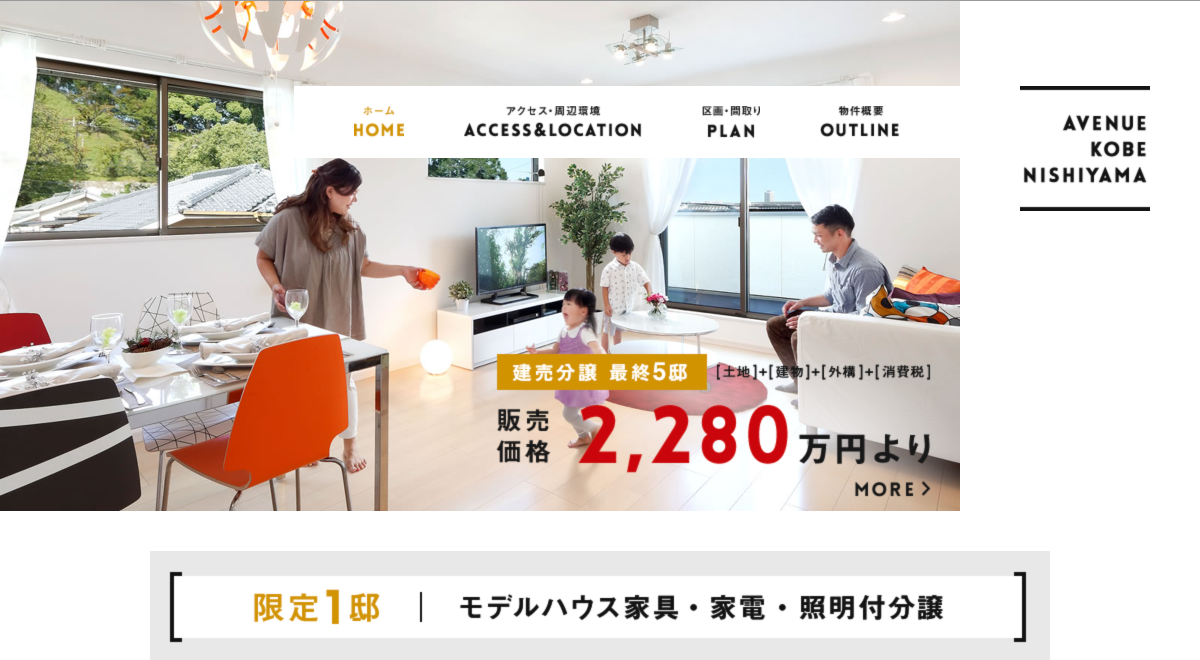 ホーム
HOME
アクセス・周辺環境
ACCESS&LOCATION
区画・間取り
PLAN
物件概要
OUTLINE
AVENUE
KOBE
NISHIYAMA
建売分譲 最終5邸
[土地]+[建物]+[外構]+[消費税]
販売
価格
2,280万円より
MORE >
限定1邸 | モデルハウス家具・家電・照明付分譲